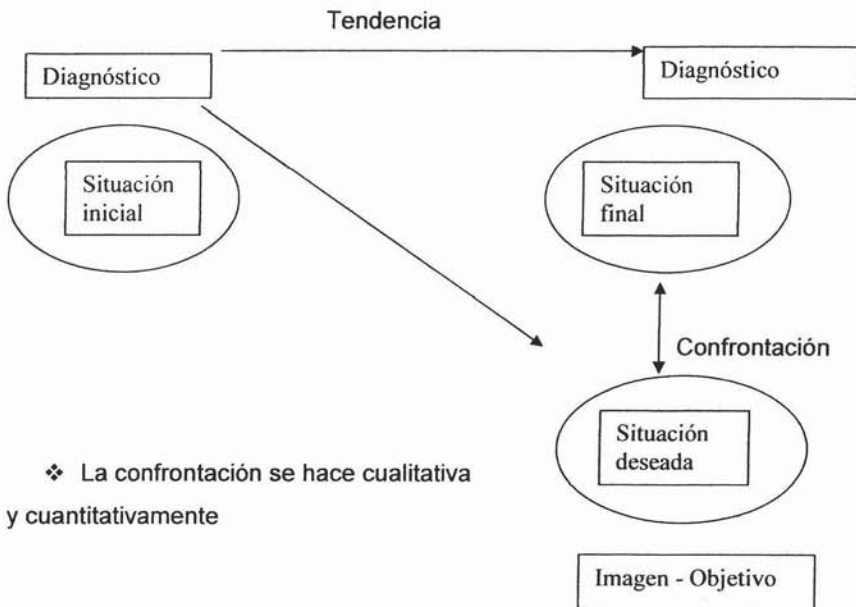 Tendencia
Diagnóstico
Diagnóstico
Situación
inicial
Situación
final
Confrontación
Situación
deseada
❖ La confrontación se hace cualitativa
y cuantitativamente
Imagen - Objetivo